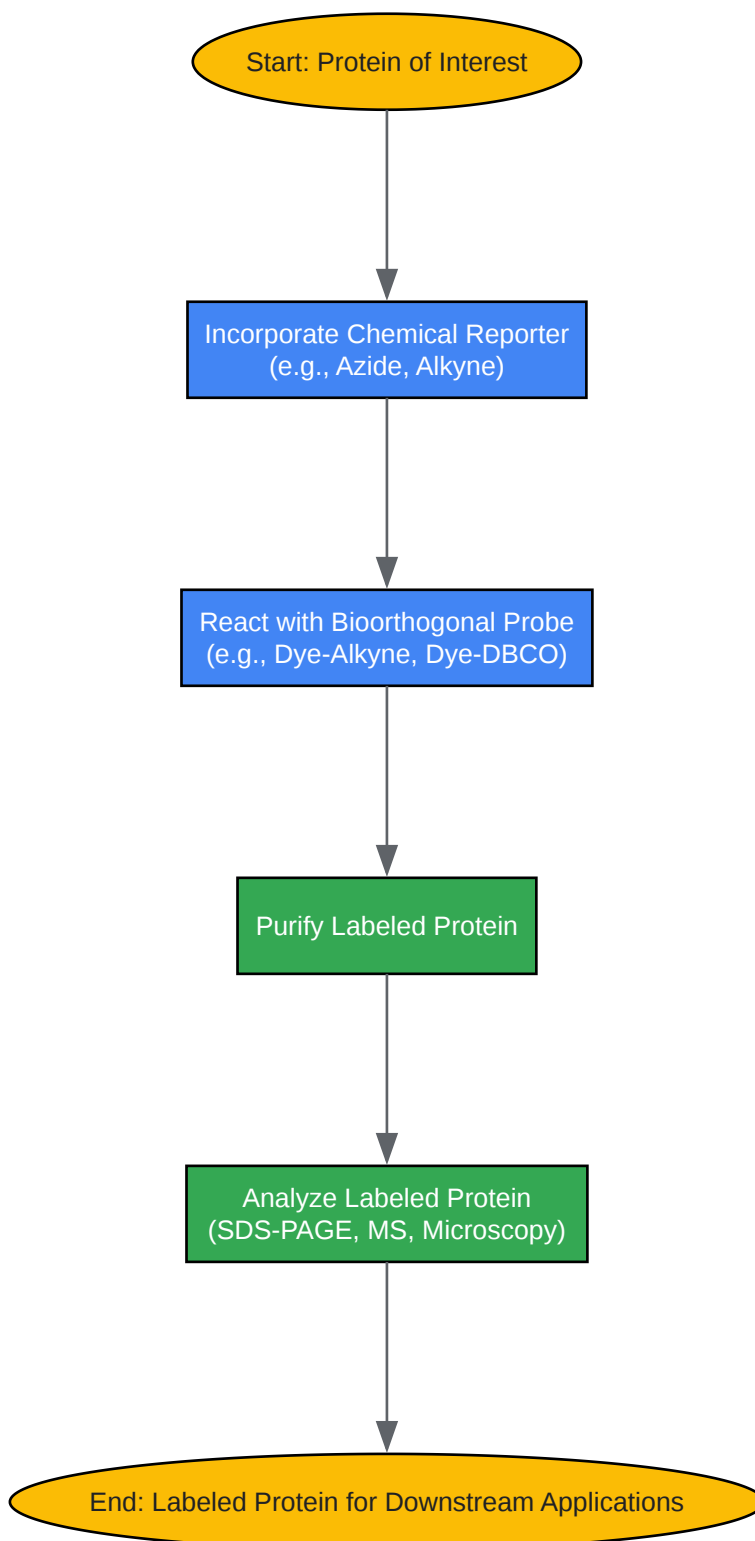 Start: Protein of Interest
Incorporate Chemical Reporter
(e.g., Azide, Alkyne)
React with Bioorthogonal Probe
(e.g., Dye-Alkyne, Dye-DBCO)
Purify Labeled Protein
Analyze Labeled Protein
(SDS-PAGE, MS, Microscopy)
End: Labeled Protein for Downstream Applications